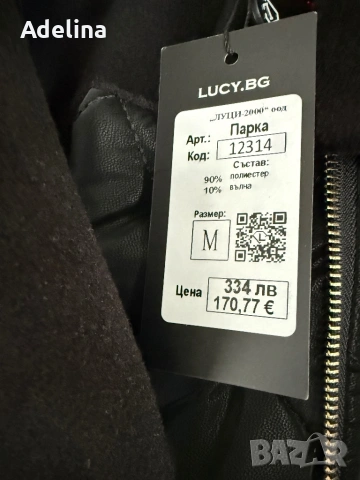 Adelina
LUCY.BG
„ЛУЦИ-2000“ оод
Арт.: Парка
Код: 12314
Състав:
90% полиестер
10% вълна
Размер:
M
Цена 334 ЛВ
170,77 €
BAZAR